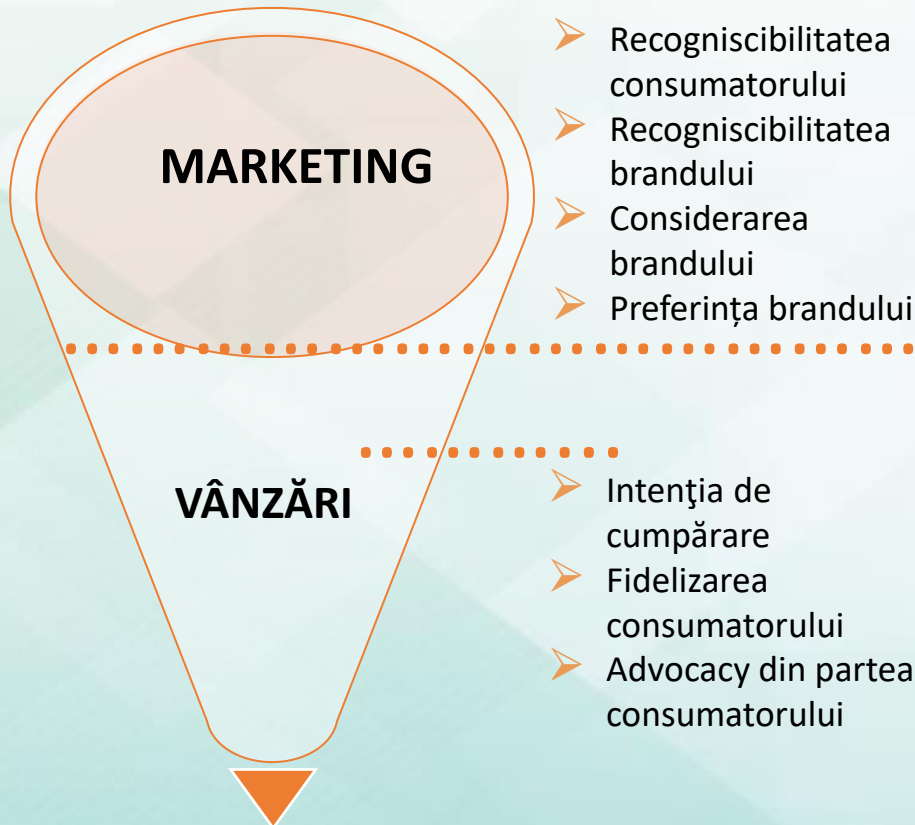 MARKETING
Recogniscibilitatea
consumatorului
Recogniscibilitatea
brandului
Considerarea
brandului
Preferința brandului
VÂNZĂRI
Intenţia de
cumpărare
Fidelizarea
consumatorului
Advocacy din partea
consumatorului